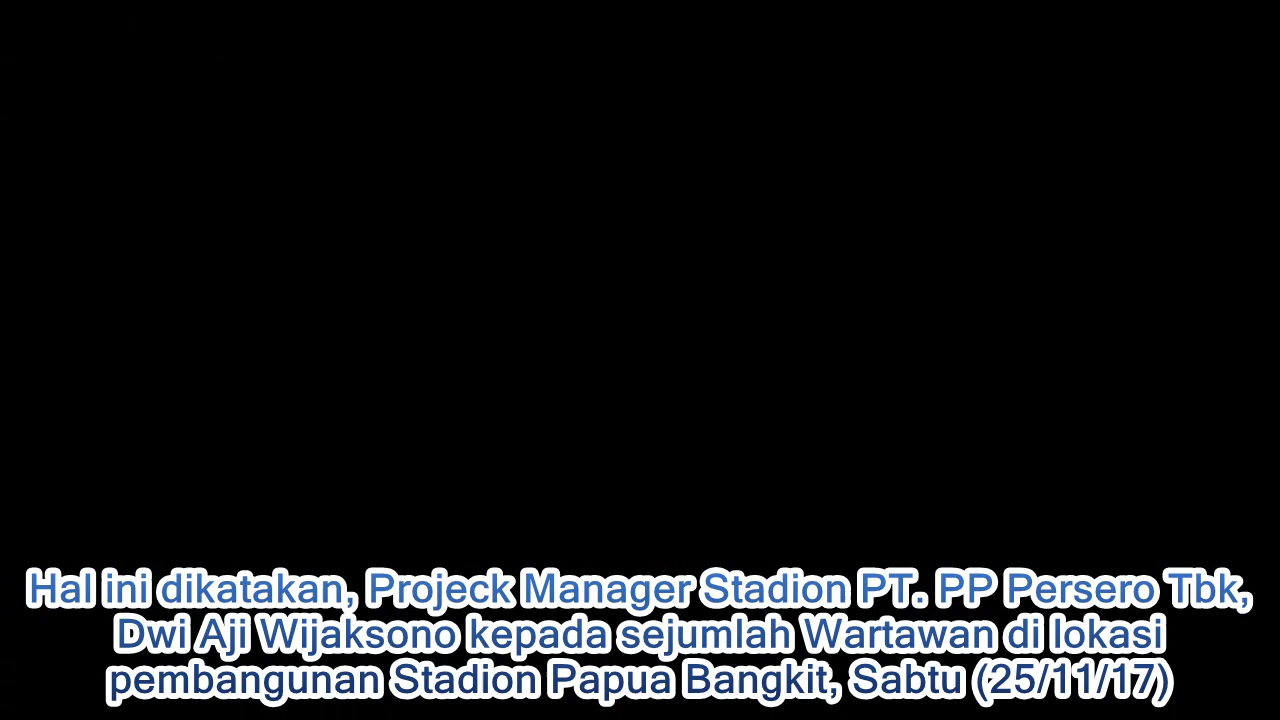 Hal ini dikatakan, Projeck Manager Stadion PT. PP Persero Tbk,
Dwi Aji Wijaksono kepada sejumlah Wartawan di lokasi
pembangunan Stadion Papua Bangkit, Sabtu (25/11/17)